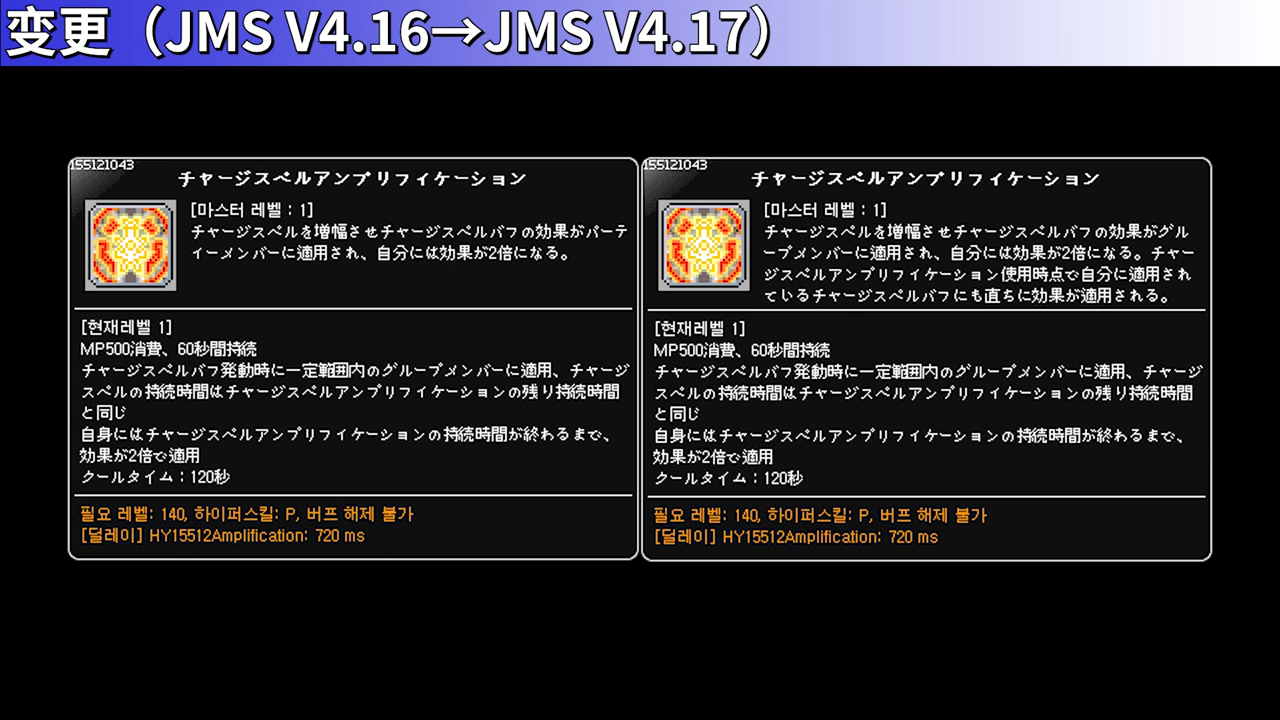 变更（JMS V4.16→JMS V4.17）
155121043
チャージスペルアンプリフィケーション
[마스터 레벨 : 1]
チャージスペルを増幅させチャージスペルバフの効果がパーテ
ィーメンバーに適用され、自分には効果が2倍になる。
[현재레벨 1]
MP500消費、60秒間持続
チャージスペルバフ発動時に一定範囲内のグループメンバーに適用、チャージ
スペルの持続時間はチャージスペルアンプリフィケーションの残り持続時間
と同じ
自身にはチャージスペルアンプリフイケーションの持続時間が終わるまで、
効果が2倍で適用
クールタイム：120秒
필요 레벨: 140, 하이퍼스킬: P, 버프 해제 불가
[딜레이] HY15512Amplification: 720 ms
155121043
チャージスペルアンプリフィケーション
[마스터 레벨 : 1]
チャージスペルを増幅させチャージスペルバフの効果がグル
ープメンバーに適用され、自分には効果が2倍になる。チャー
ジスペルアンプリフィケーション使用時点で自分に適用され
ているチャージスペルバフにも直ちに効果が適用される。
[현재레벨 1]
MP500消費、60秒間持続
チャージスペルバフ発動時に一定範囲内のグループメンバーに適用、チャージ
スペルの持続時間はチャージスペルアンプリフィケーションの残り持続時間
と同じ
自身にはチャージスペルアンプリフイケーションの持続時間が終わるまで、
効果が2倍で適用
クールタイム：120秒
필요 레벨: 140, 하이퍼스킬: P, 버프 해제 불가
[딜레이] HY15512Amplification: 720 ms